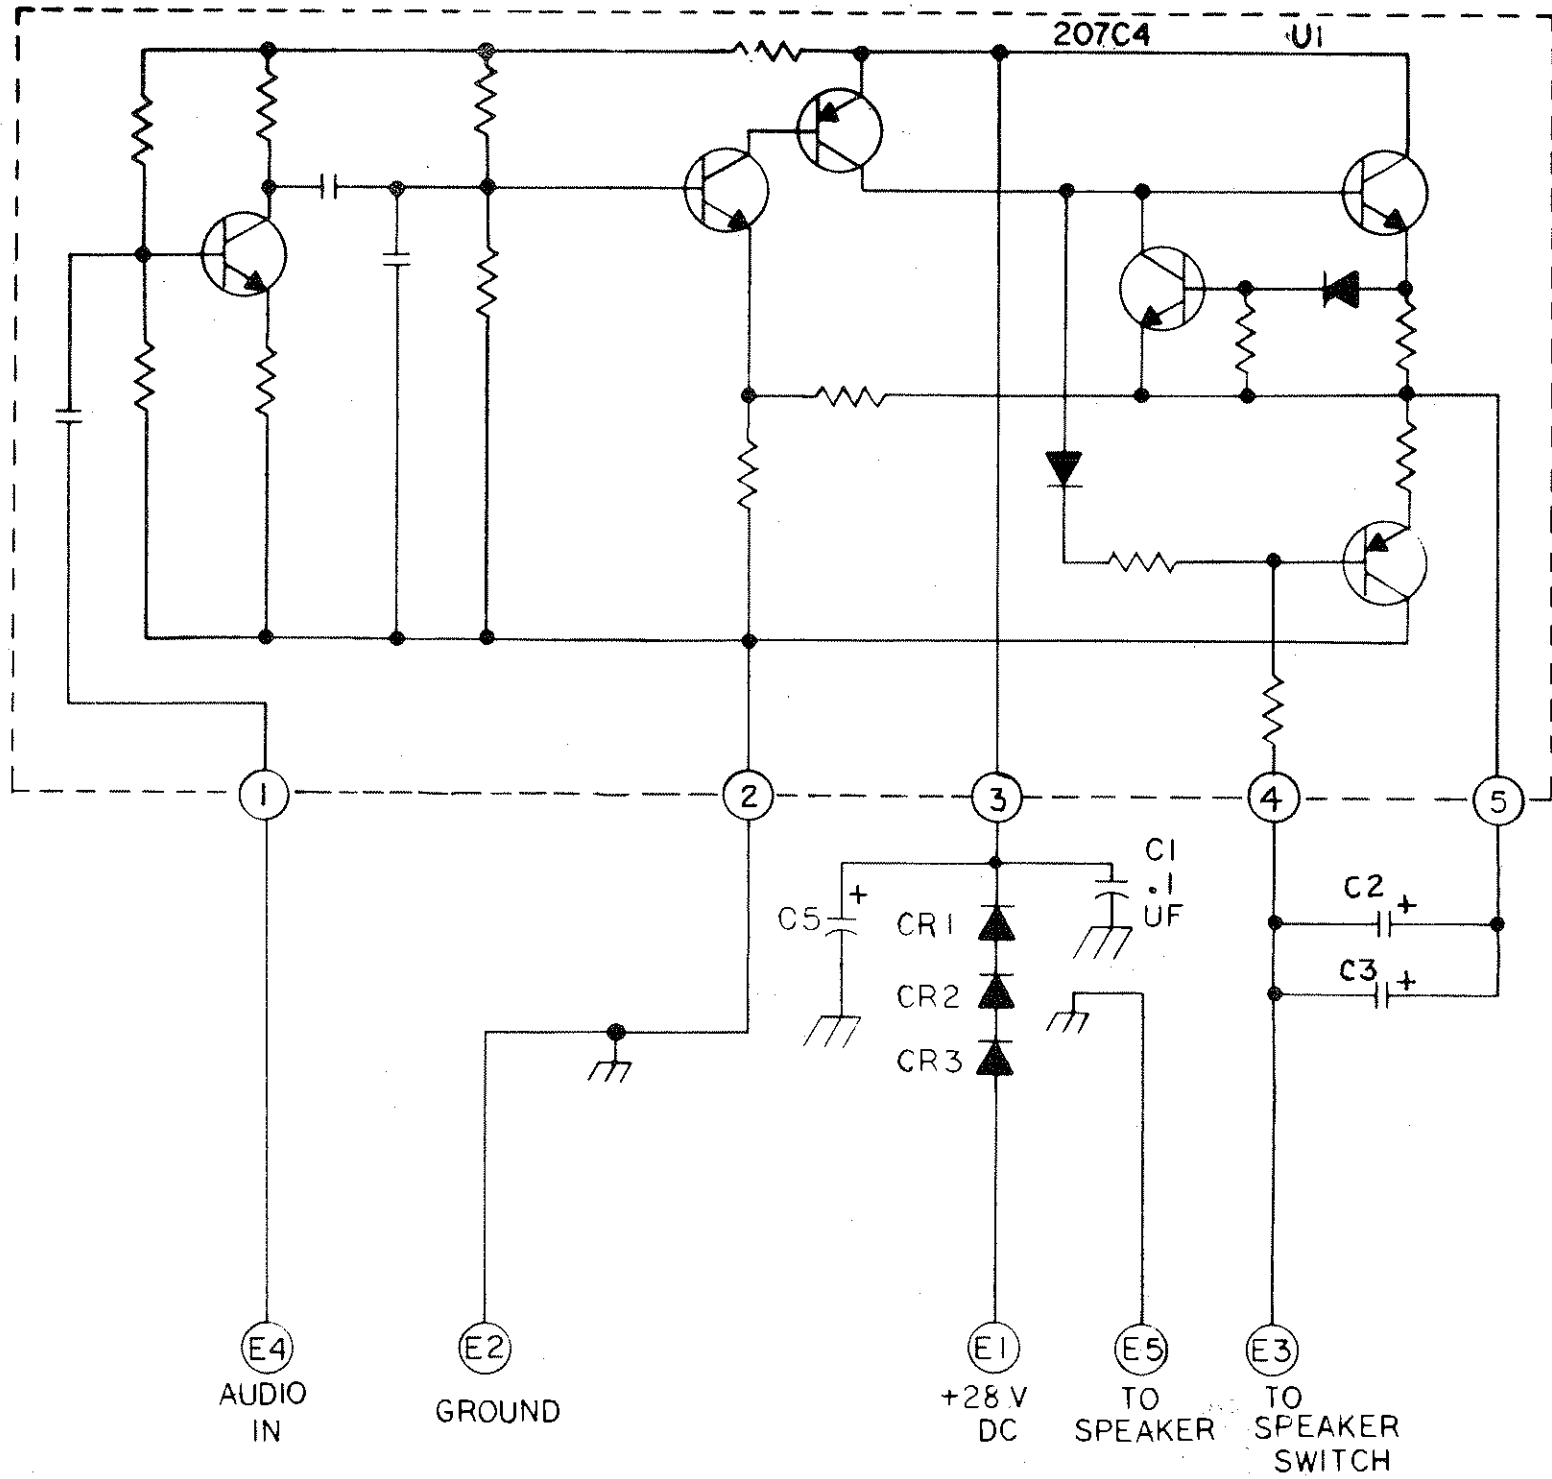 207C4 U1
1
2
3
4
5
C1
.1
UF
C5 +
CR1
C2 +
CR2
C3 +
CR3
E4
AUDIO
IN
E2
GROUND
E1
+28 V
DC
E5
TO
SPEAKER
E3
TO
SPEAKER
SWITCH